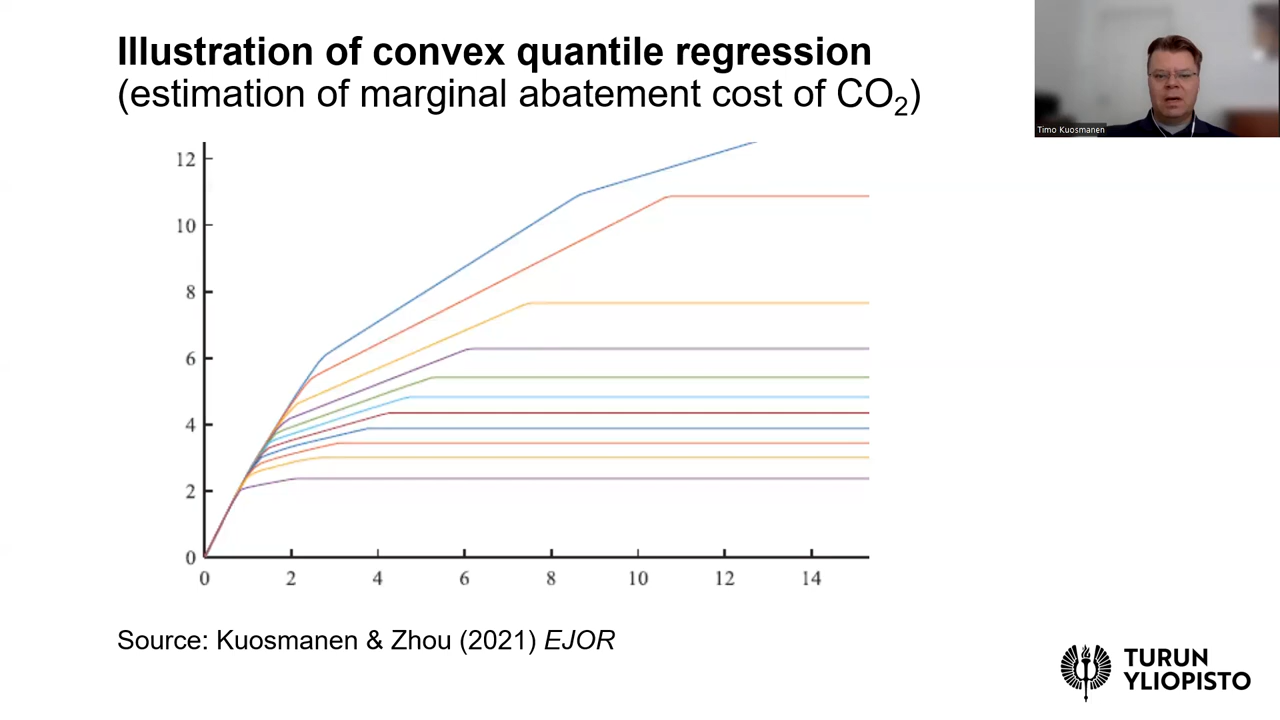 Illustration of convex quantile regression
(estimation of marginal abatement cost of CO₂)
Timo Kuosmanen
12
10
8
6
4
2
0
0 2 4 6 8 10 12 14
Source: Kuosmanen & Zhou (2021) EJOR
TURUN
YLIOPISTO